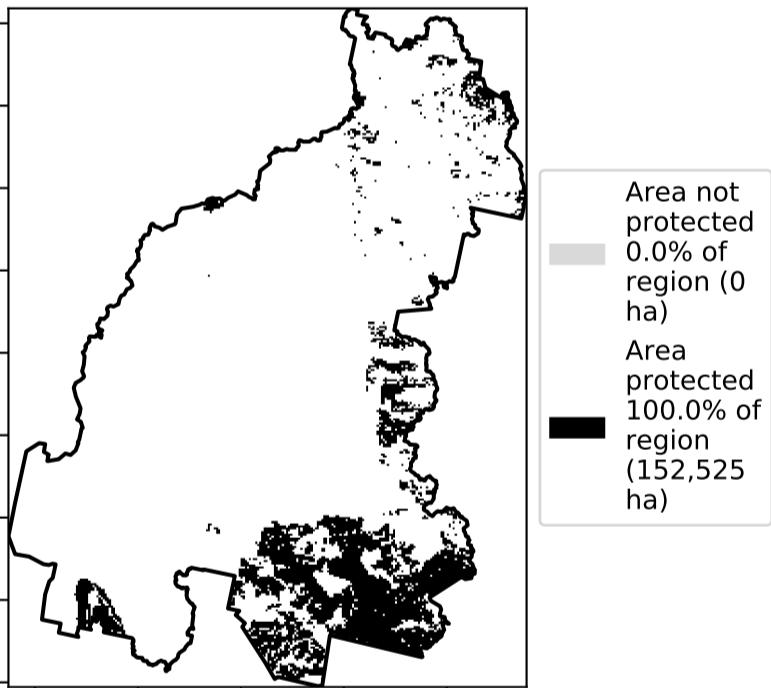 Area not
protected
0.0% of
region (0
ha)
Area
protected
100.0% of
region
(152,525
ha)